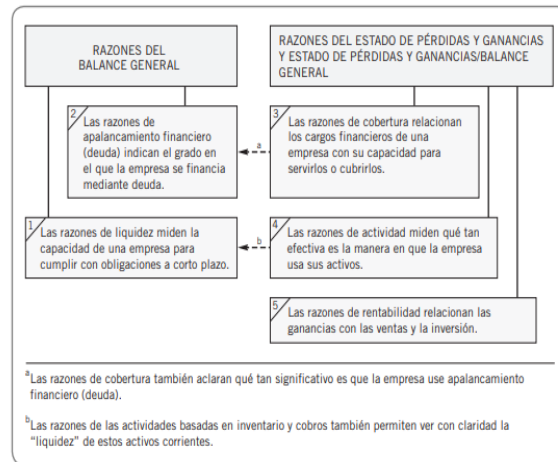 RAZONES DEL
BALANCE GENERAL
RAZONES DEL ESTADO DE PÉRDIDAS Y GANANCIAS
Y ESTADO DE PÉRDIDAS Y GANANCIAS/BALANCE
GENERAL
2
Las razones de
apalancamiento financiero
(deuda) indican el grado en
el que la empresa se financia
mediante deuda.
a
3
Las razones de cobertura relacionan
los cargos financieros de una
empresa con su capacidad para
servirlos o cubrirlos.
1
Las razones de liquidez miden la
capacidad de una empresa para
cumplir con obligaciones a corto plazo.
b
4
Las razones de actividad miden qué tan
efectiva es la manera en que la empresa
usa sus activos.
5
Las razones de rentabilidad relacionan las
ganancias con las ventas y la inversión.
a Las razones de cobertura también aclaran qué tan significativo es que la empresa use apalancamiento
financiero (deuda).
b Las razones de las actividades basadas en inventario y cobros también permiten ver con claridad la
“liquidez” de estos activos corrientes.